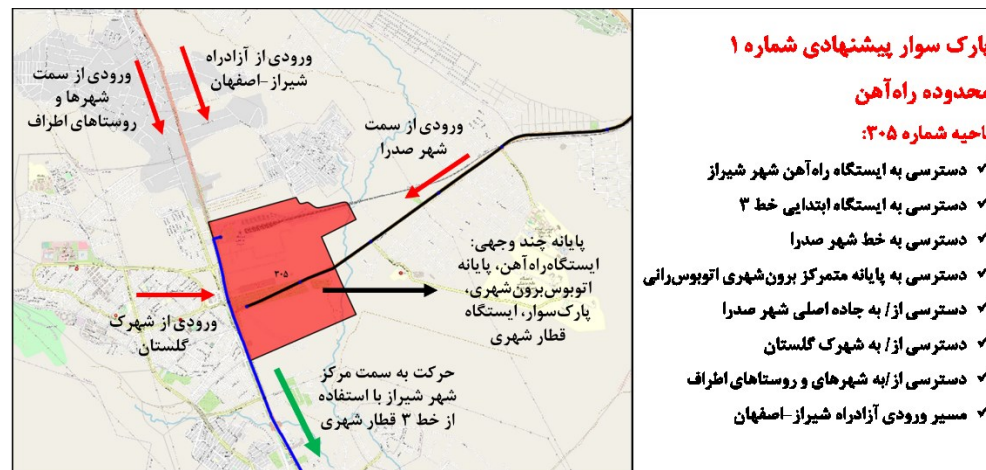 پارک سوار پیشنهادی شماره ۱
محدوده راه‌آهن
ناحیه شماره ۳۰۵:
✓ دسترسی به ایستگاه راه‌آهن شهر شیراز
✓ دسترسی به ایستگاه ابتدایی خط ۳
✓ دسترسی به خط شهر صدرا
✓ دسترسی به پایانه متمرکز برون‌شهری اتوبوس‌رانی
✓ دسترسی از/ به جاده اصلی شهر صدرا
✓ دسترسی از/ به شهرک گلستان
✓ دسترسی از/به شهرهای و روستاهای اطراف
✓ مسیر ورودی آزادراه شیراز-اصفهان
ورودی از آزادراه
شیراز-اصفهان
ورودی از سمت
شهرها و
روستاهای اطراف
ورودی از سمت
شهر صدرا
۳۰۵
پایانه چند وجهی:
ایستگاه‌راه‌آهن، پایانه
اتوبوس‌برون‌شهری،
پارک‌سوار، ایستگاه
قطار شهری
ورودی از شهرک
گلستان
حرکت به سمت مرکز
شهر شیراز با استفاده
از خط ۳ قطار شهری